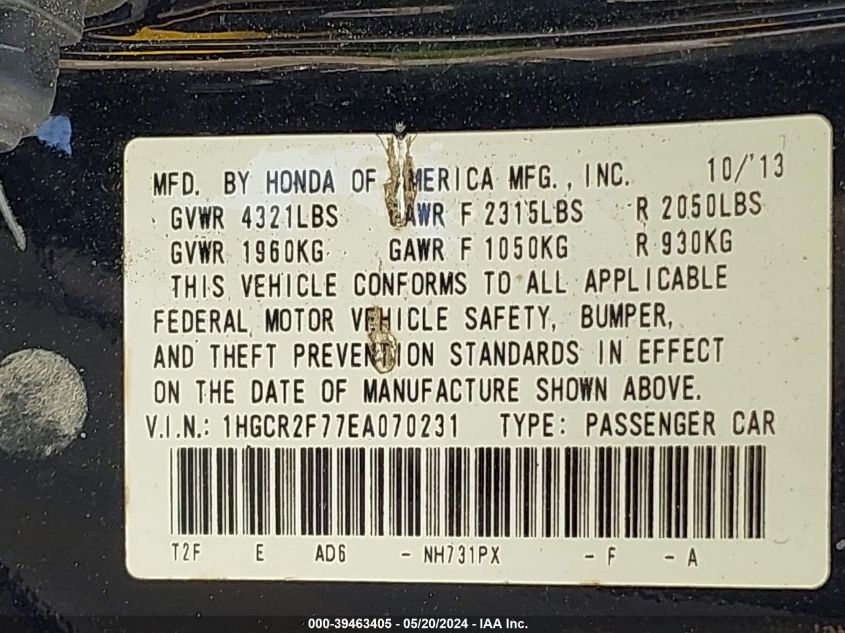 MFD. BY HONDA OF AMERICA MFG., INC. 10/'13
GVWR 4321LBS GAWR F 2315LBS R 2050LBS
GVWR 1960KG GAWR F 1050KG R 930KG
THIS VEHICLE CONFORMS TO ALL APPLICABLE
FEDERAL MOTOR VEHICLE SAFETY, BUMPER,
AND THEFT PREVENTION STANDARDS IN EFFECT
ON THE DATE OF MANUFACTURE SHOWN ABOVE.
V.I.N.: 1HGCR2F77EA070231 TYPE: PASSENGER CAR
T2F E AD6 - NH731PX - F - A
000-39463405 - 05/20/2024 - IAA Inc.